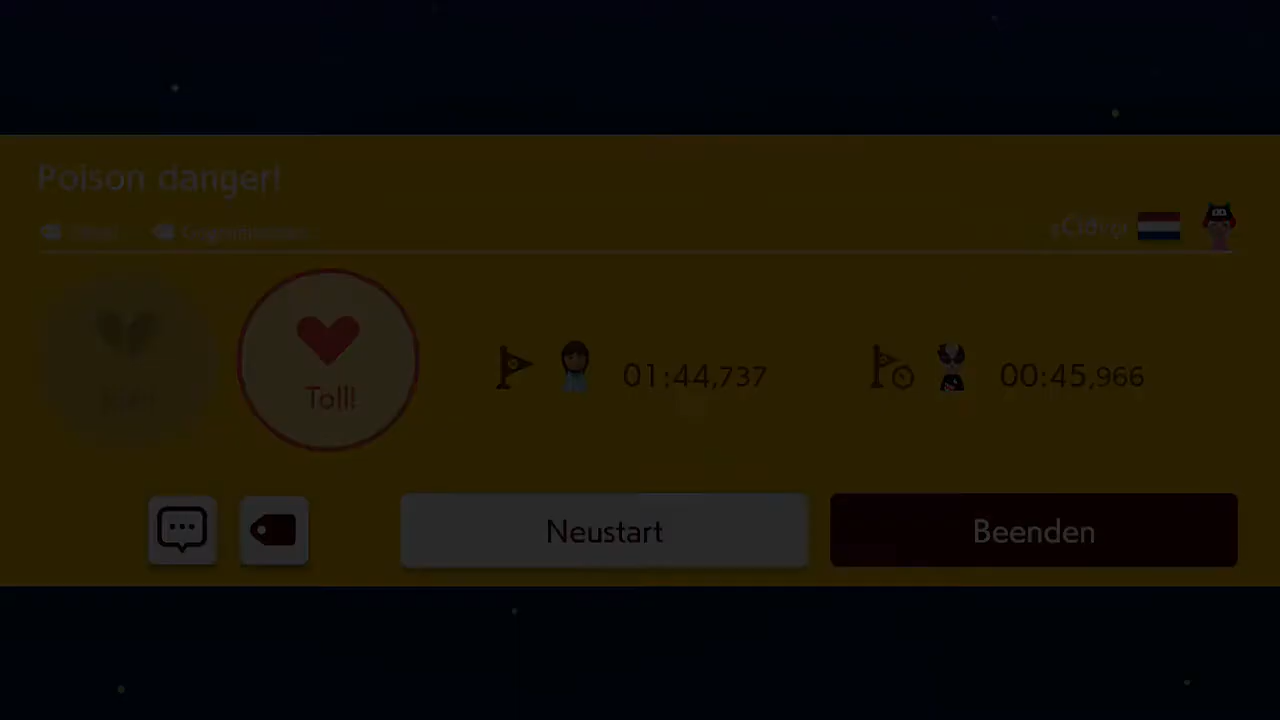 Poison danger!
Toll!
01:44,737
00:45,966
Neustart
Beenden